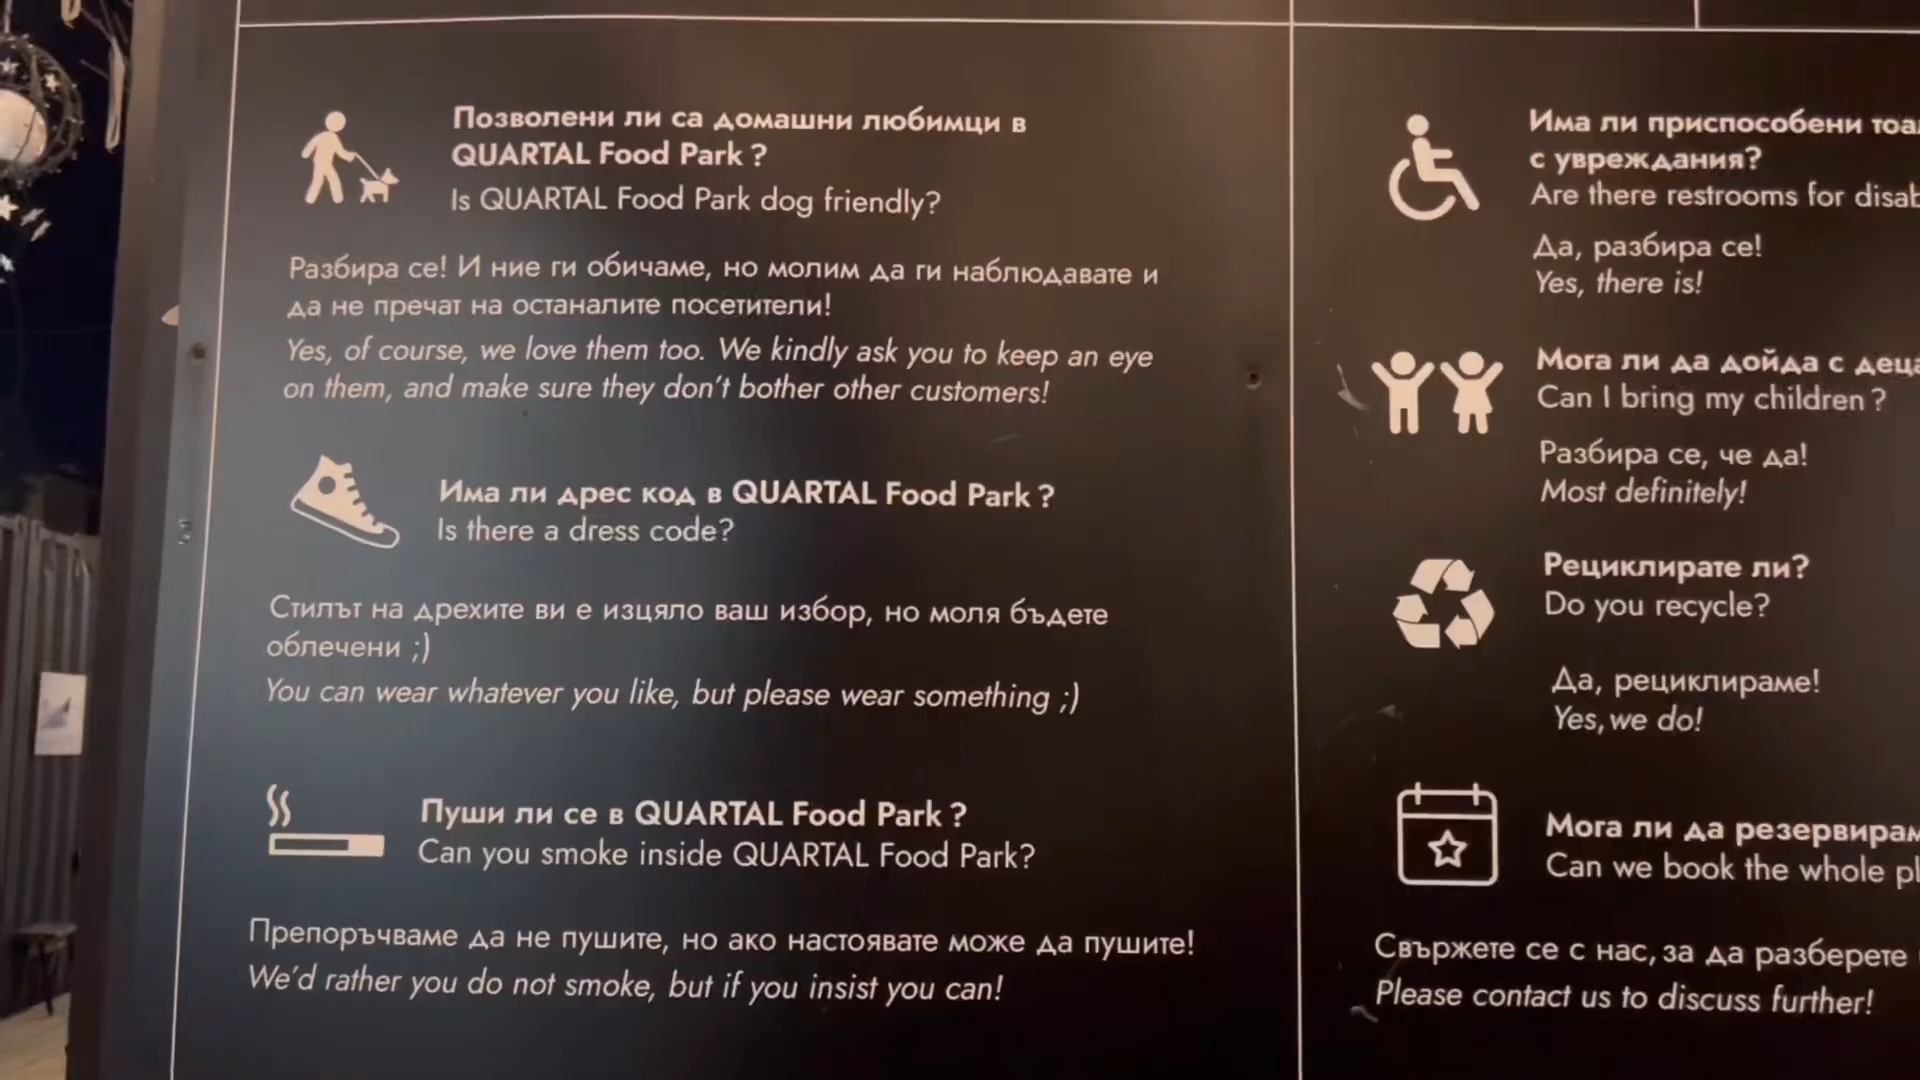 Позволени ли са домашни любимци в
QUARTAL Food Park ?
Is QUARTAL Food Park dog friendly?
Разбира се! И ние ги обичаме, но молим да ги наблюдавате и
да не пречат на останалите посетители!
Yes, of course, we love them too. We kindly ask you to keep an eye
on them, and make sure they don't bother other customers!
Има ли дрес код в QUARTAL Food Park ?
Is there a dress code?
Стилът на дрехите ви е изцяло ваш избор, но моля бъдете
облечени ;)
You can wear whatever you like, but please wear something ;)
Пуши ли се в QUARTAL Food Park ?
Can you smoke inside QUARTAL Food Park?
Препоръчваме да не пушите, но ако настоявате може да пушите!
We'd rather you do not smoke, but if you insist you can!
Има ли приспособени
с увреждания?
Are there restrooms for
Да, разбира се!
Yes, there is!
Мога ли да дойда с
Can I bring my children ?
Разбира се, че да!
Most definitely!
Рециклирате ли?
Do you recycle?
Да, рециклираме!
Yes, we do!
Мога ли да
Can we book the whole
Свържете се с нас, за да разберете
Please contact us to discuss further!